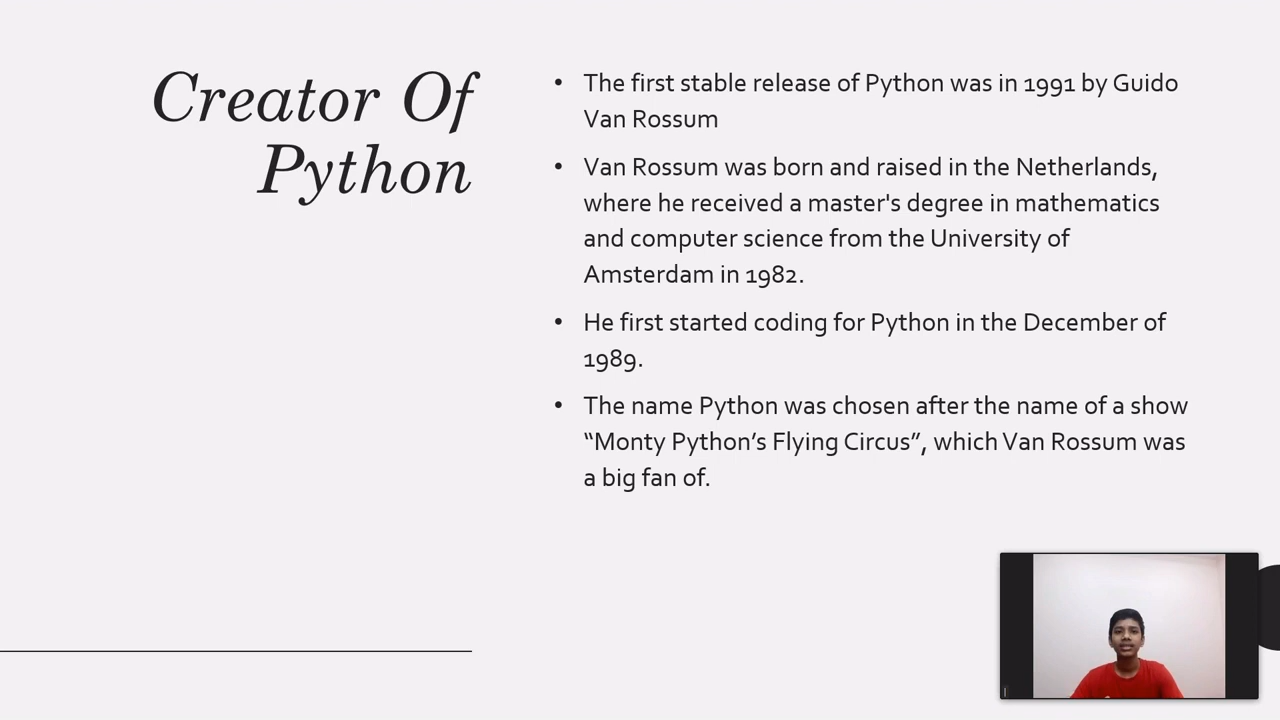 Creator Of
Python
• The first stable release of Python was in 1991 by Guido
Van Rossum
• Van Rossum was born and raised in the Netherlands,
where he received a master's degree in mathematics
and computer science from the University of
Amsterdam in 1982.
• He first started coding for Python in the December of
1989.
• The name Python was chosen after the name of a show
“Monty Python’s Flying Circus”, which Van Rossum was
a big fan of.